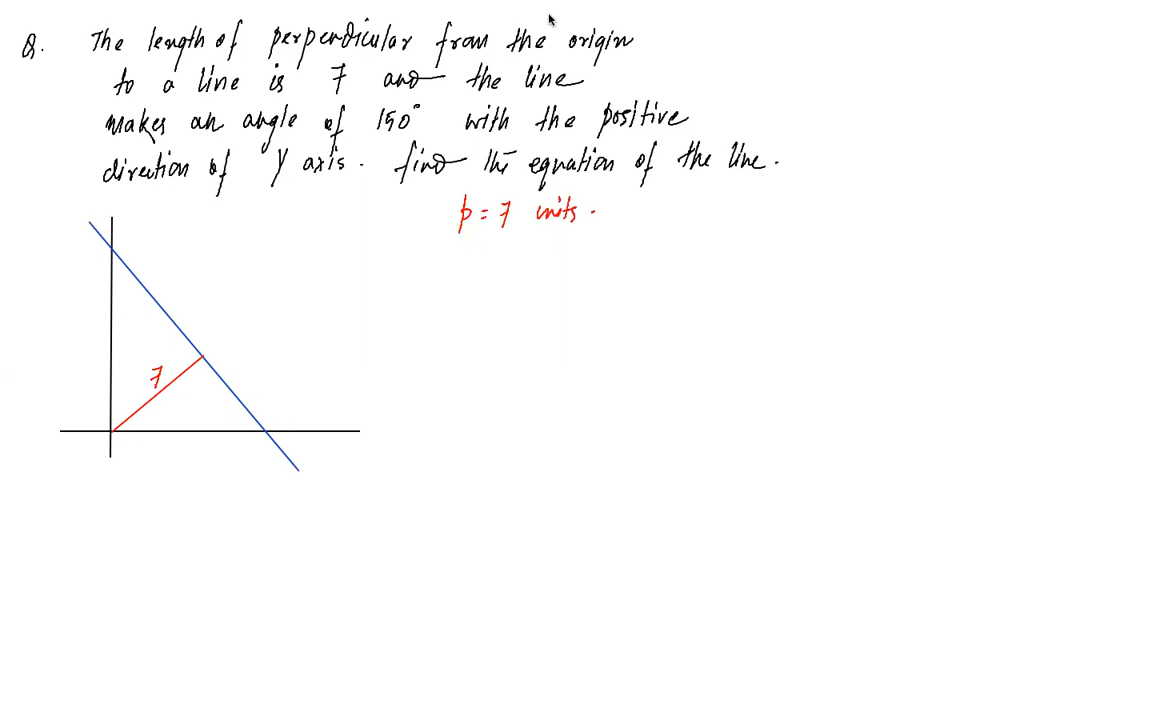 Q. The length of perpendicular from the origin
to a line is 7 and the line
makes an angle of 150° with the positive
direction of Y axis. find the equation of the line.
p = 7 units.
7